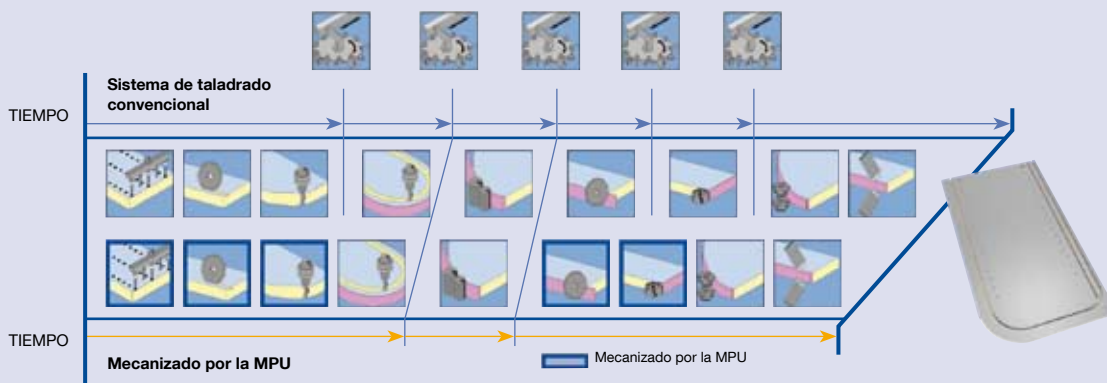 Sistema de taladrado
convencional
TIEMPO
TIEMPO
Mecanizado por la MPU
Mecanizado por la MPU